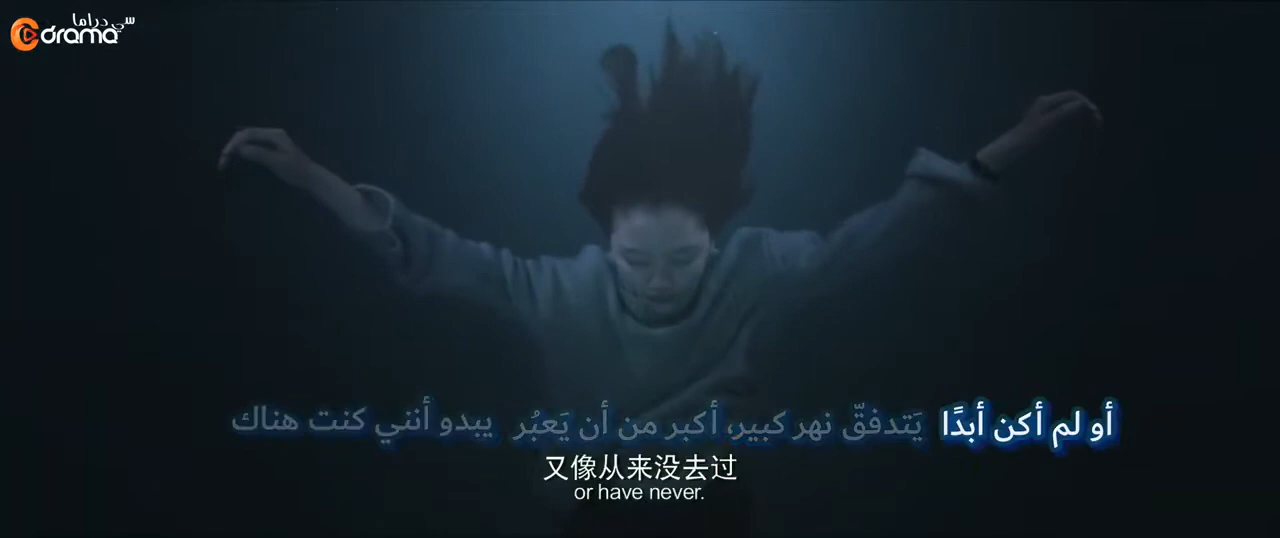 سي دراما
drama
أو لم أكن أبدًا يَتدفقّ نهر كبير، أكبر من أن يَعبُر يبدو أنني كنت هناك
又像从来没去过
or have never.